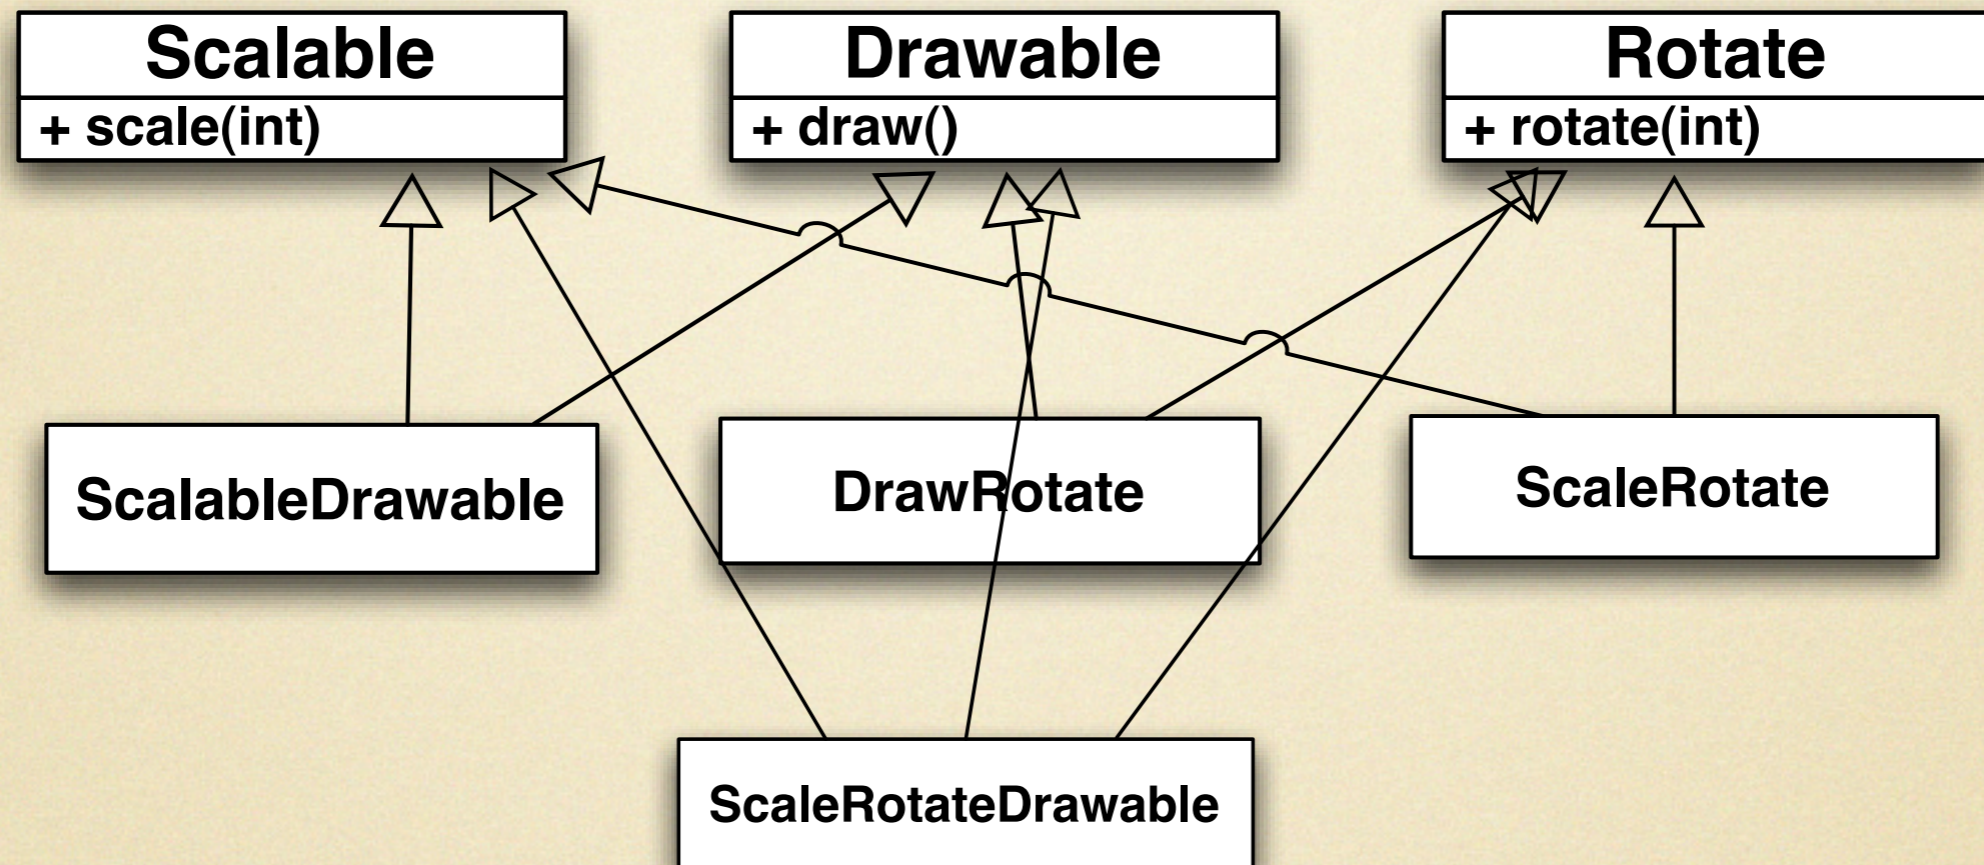 Scalable
+ scale(int)
Drawable
+ draw()
Rotate
+ rotate(int)
ScalableDrawable
DrawRotate
ScaleRotate
ScaleRotateDrawable